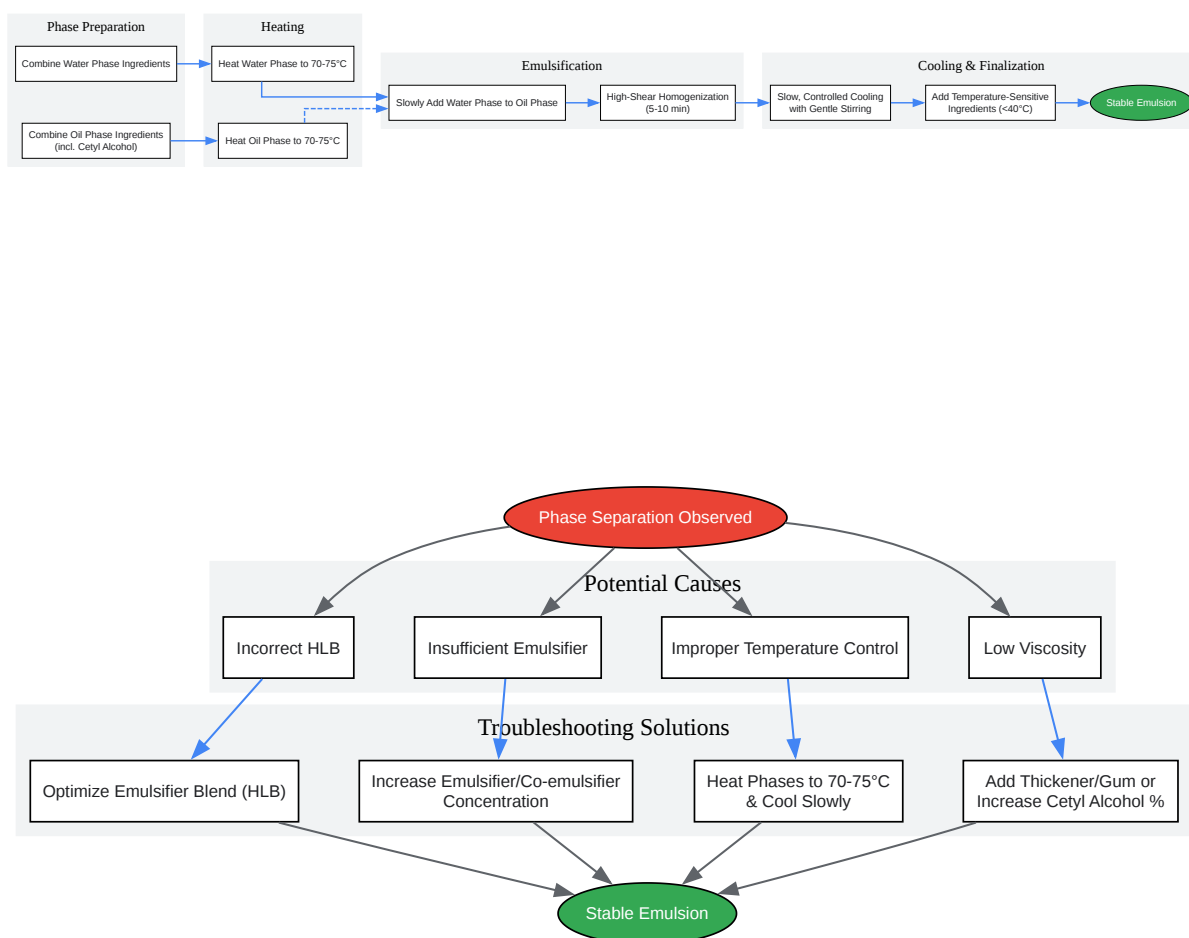 Phase Preparation
Heating
Combine Water Phase Ingredients
Heat Water Phase to 70-75°C
Combine Oil Phase Ingredients
(incl. Cetyl Alcohol)
Heat Oil Phase to 70-75°C
Emulsification
Slowly Add Water Phase to Oil Phase
High-Shear Homogenization
(5-10 min)
Cooling & Finalization
Slow, Controlled Cooling
with Gentle Stirring
Add Temperature-Sensitive
Ingredients (<40°C)
Stable Emulsion
Phase Separation Observed
Potential Causes
Incorrect HLB
Insufficient Emulsifier
Improper Temperature Control
Low Viscosity
Troubleshooting Solutions
Optimize Emulsifier Blend (HLB)
Increase Emulsifier/Co-emulsifier
Concentration
Heat Phases to 70-75°C
& Cool Slowly
Add Thickener/Gum or
Increase Cetyl Alcohol %
Stable Emulsion